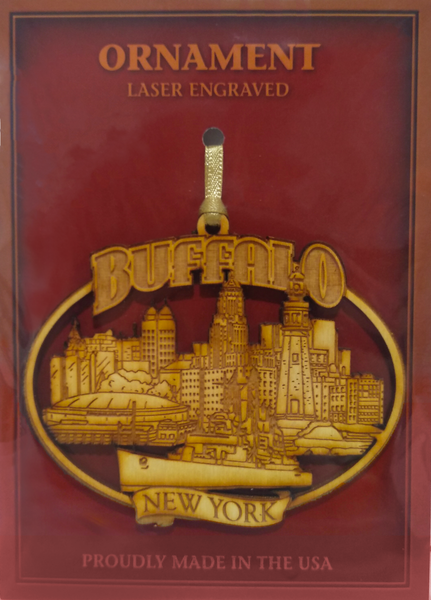 ORNAMENT
LASER ENGRAVED
BUFFALO
NEW YORK
PROUDLY MADE IN THE USA